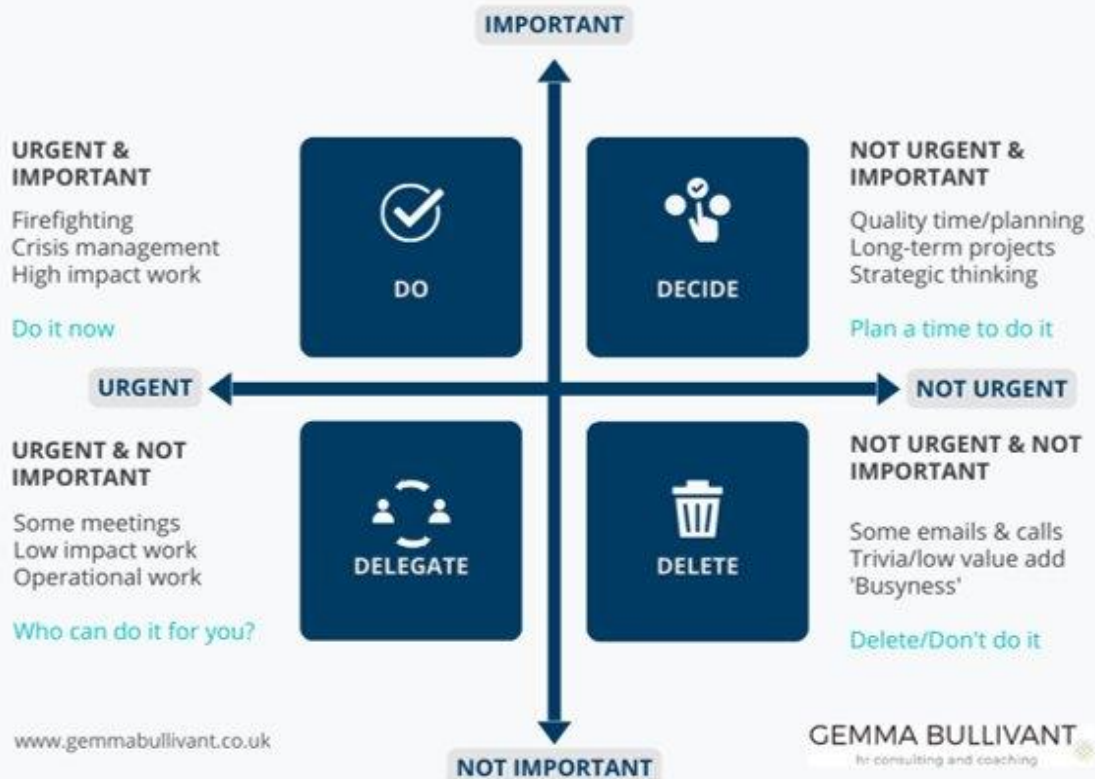 IMPORTANT
URGENT &
IMPORTANT
Firefighting
Crisis management
High impact work
Do it now
DO
DECIDE
NOT URGENT &
IMPORTANT
Quality time/planning
Long-term projects
Strategic thinking
Plan a time to do it
URGENT
NOT URGENT
URGENT & NOT
IMPORTANT
Some meetings
Low impact work
Operational work
Who can do it for you?
DELEGATE
DELETE
NOT URGENT & NOT
IMPORTANT
Some emails & calls
Trivia/low value add
'Busyness'
Delete/Don't do it
www.gemmabullivant.co.uk
NOT IMPORTANT
GEMMA BULLIVANT
hr consulting and coaching